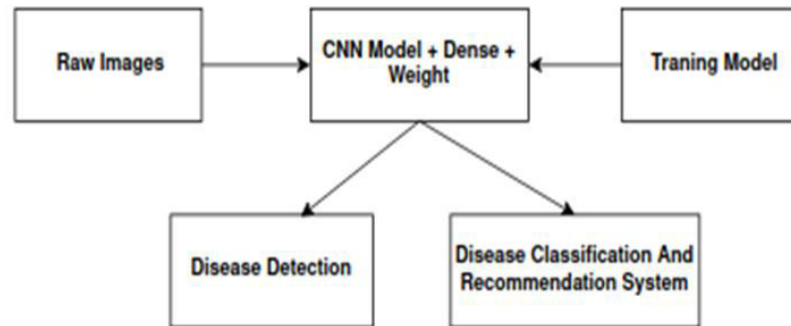 Raw Images
CNN Model + Dense +
Weight
Traning Model
Disease Detection
Disease Classification And
Recommendation System